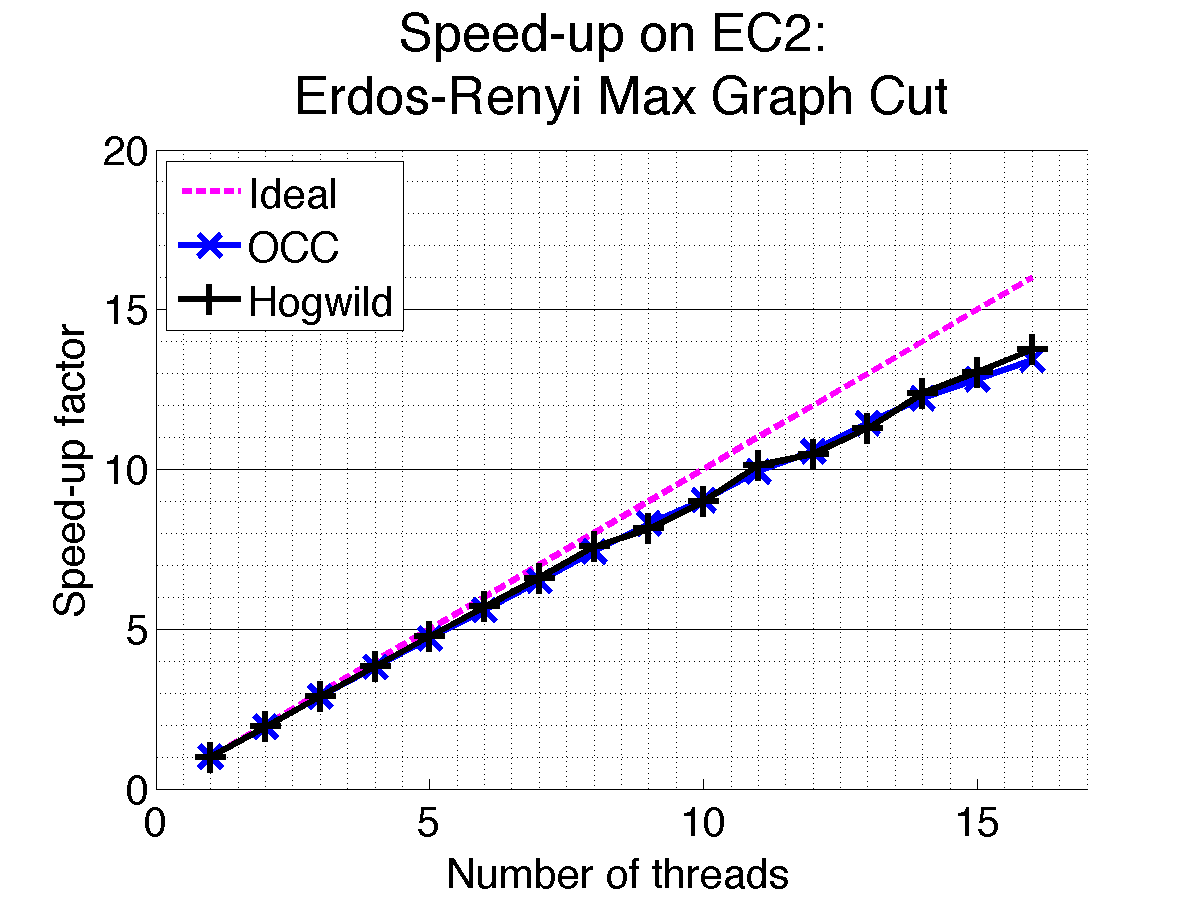 Speed-up on EC2:
Erdos-Renyi Max Graph Cut
20
15
10
5
0
Speed-up factor
Ideal
OCC
Hogwild
0 5 10 15
Number of threads